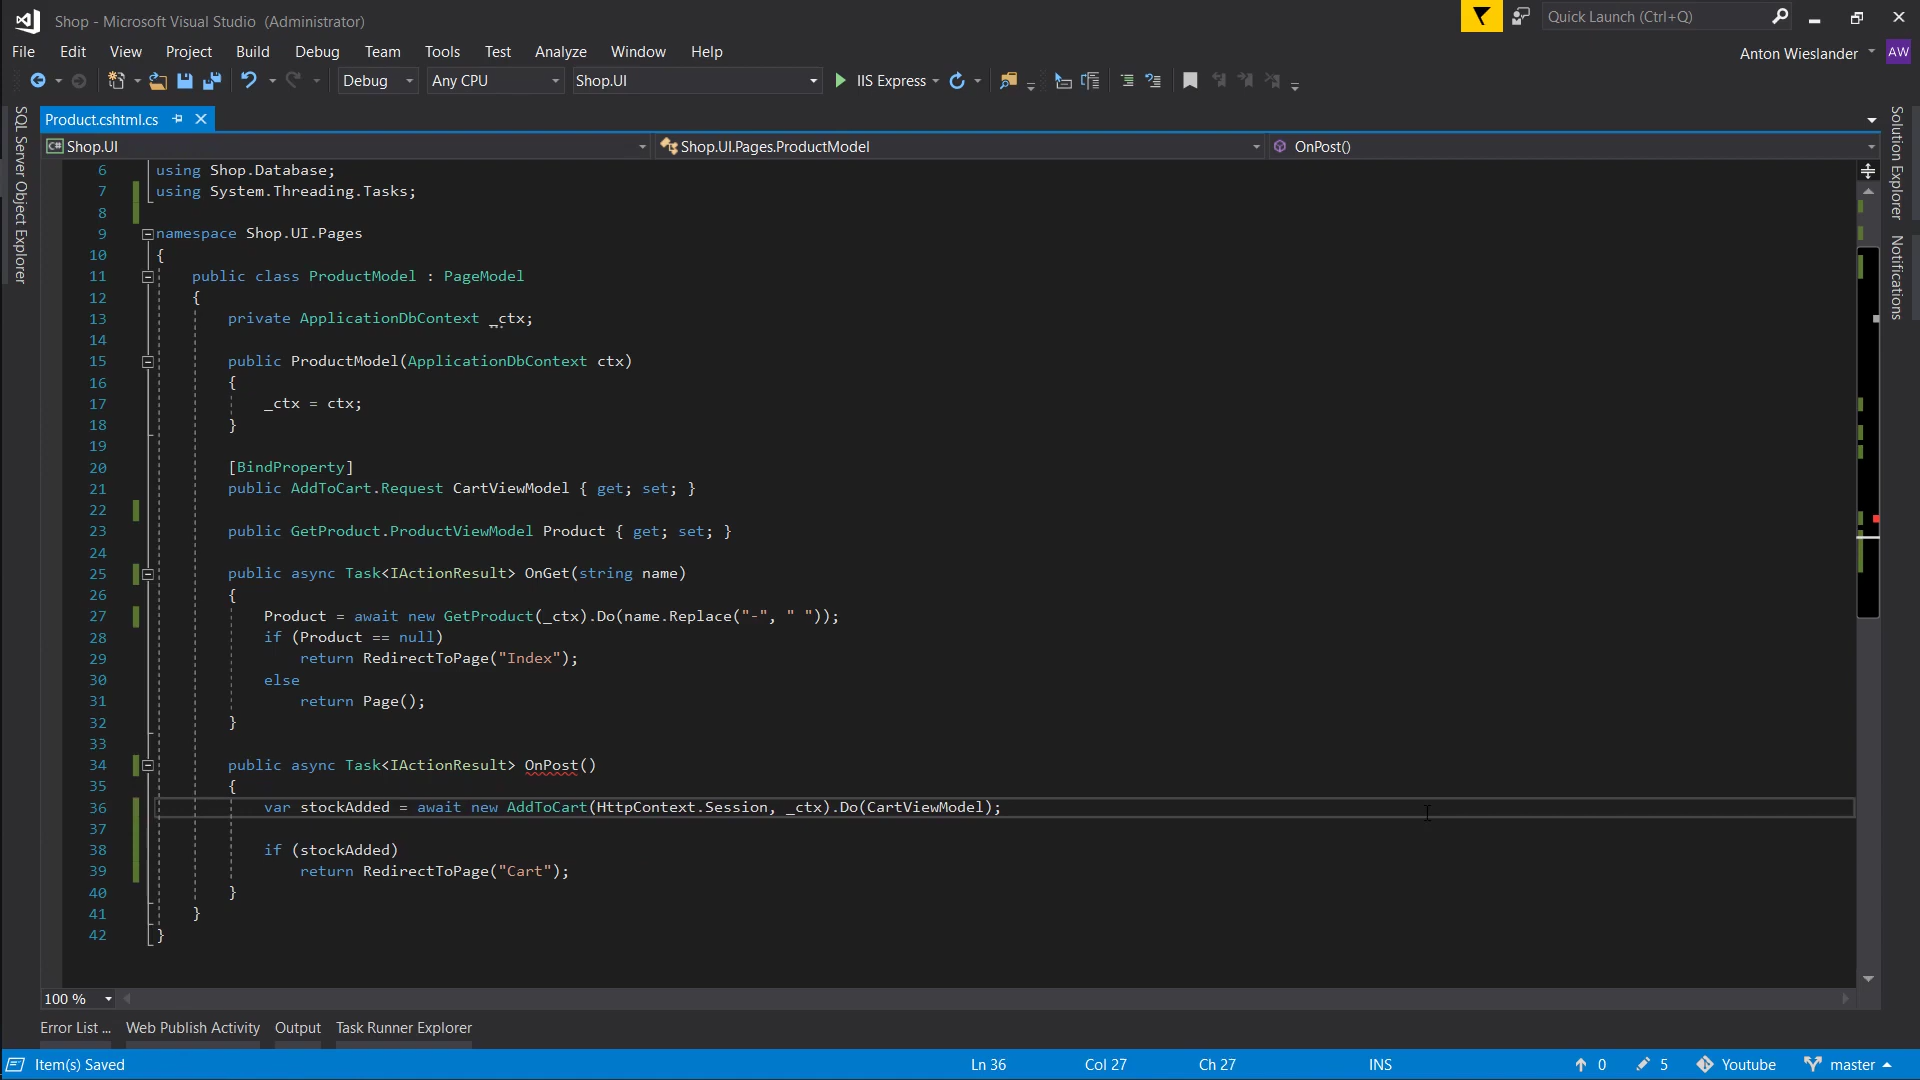 Shop - Microsoft Visual Studio (Administrator)
Quick Launch (Ctrl+Q)
File Edit View Project Build Debug Team Tools Test Analyze Window Help
Anton Wieslander AW
Debug Any CPU Shop.UI IIS Express
SQL Server Object Explorer
Product.cshtml.cs
Solution Explorer
Notifications
C# Shop.UI Shop.UI.Pages.ProductModel OnPost()
6 using Shop.Database;
7 using System.Threading.Tasks;
8
9 namespace Shop.UI.Pages
10 {
11 public class ProductModel : PageModel
12 {
13 private ApplicationDbContext _ctx;
14
15 public ProductModel(ApplicationDbContext ctx)
16 {
17 _ctx = ctx;
18 }
19
20 [BindProperty]
21 public AddToCart.Request CartViewModel { get; set; }
22
23 public GetProduct.ProductViewModel Product { get; set; }
24
25 public async Task<IActionResult> OnGet(string name)
26 {
27 Product = await new GetProduct(_ctx).Do(name.Replace("-", " "));
28 if (Product == null)
29 return RedirectToPage("Index");
30 else
31 return Page();
32 }
33
34 public async Task<IActionResult> OnPost()
35 {
36 var stockAdded = await new AddToCart(HttpContext.Session, _ctx).Do(CartViewModel);
37
38 if (stockAdded)
39 return RedirectToPage("Cart");
40 }
41 }
42 }
100 %
Error List ... Web Publish Activity Output Task Runner Explorer
Item(s) Saved Ln 36 Col 27 Ch 27 INS 0 5 Youtube master